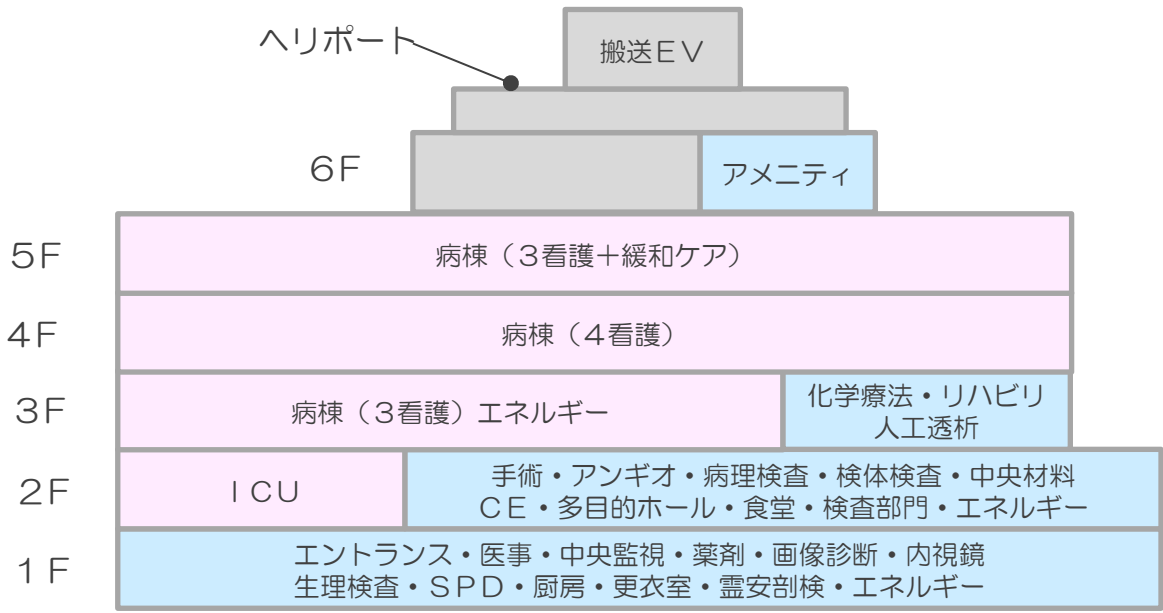 ヘリポート
搬送ＥＶ
６Ｆ
アメニティ
５Ｆ
病棟（３看護＋緩和ケア）
４Ｆ
病棟（４看護）
３Ｆ
病棟（３看護）エネルギー
化学療法・リハビリ
人工透析
２Ｆ
ＩＣＵ
手術・アンギオ・病理検査・検体検査・中央材料
ＣＥ・多目的ホール・食堂・検査部門・エネルギー
１Ｆ
エントランス・医事・中央監視・薬剤・画像診断・内視鏡
生理検査・ＳＰＤ・厨房・更衣室・霊安剖検・エネルギー